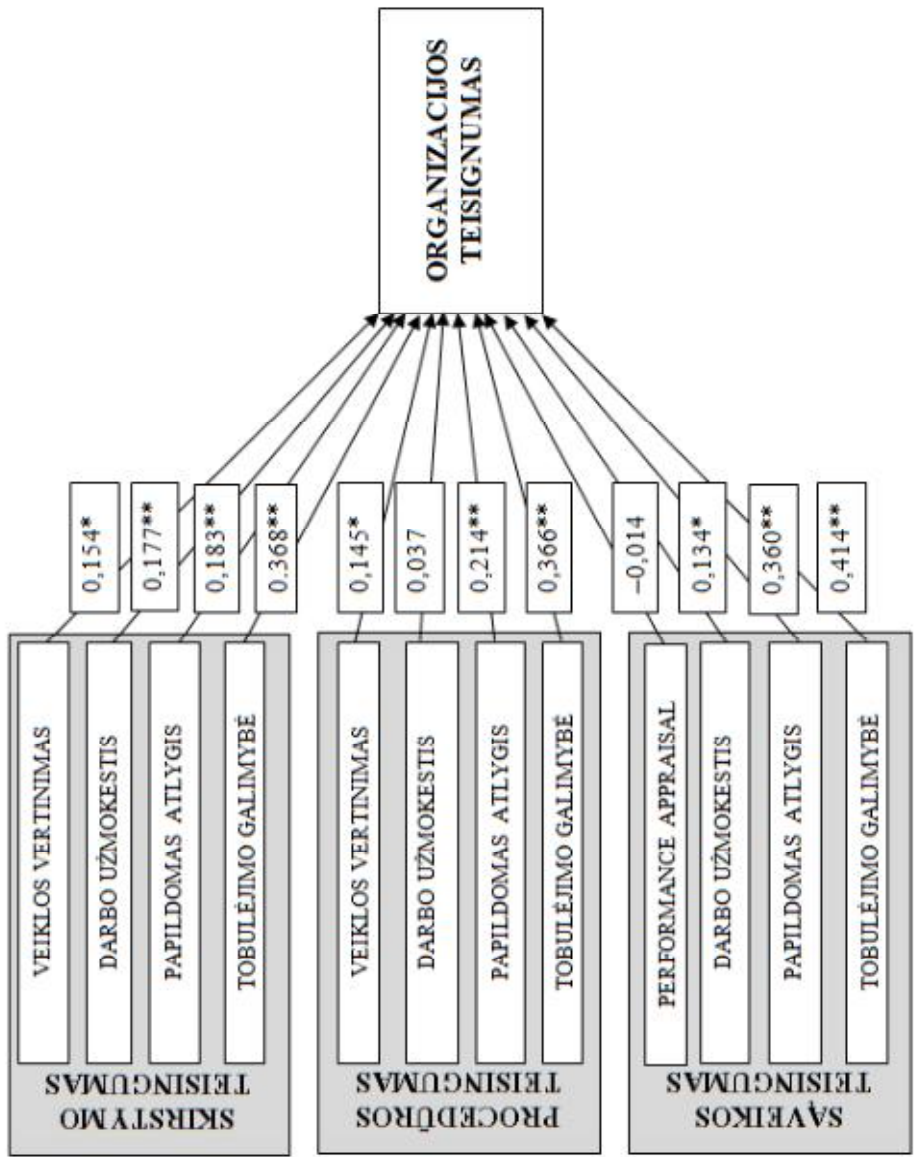 SKIRSTYMO
TEISINGUMAS
VEIKLOS VERTINIMAS
DARBO UŽMOKESTIS
PAPILDOMAS ATLYGIS
TOBULĖJIMO GALIMYBĖ
0,154*
0,177**
0,183**
0.368**
PROCEDŪROS
TEISINGUMAS
VEIKLOS VERTINIMAS
DARBO UŽMOKESTIS
PAPILDOMAS ATLYGIS
TOBULĖJIMO GALIMYBĖ
0,145*
0,037
0,214**
0,366**
SĄVEIKOS
TEISINGUMAS
PERFORMANCE APPRAISAL
DARBO UŽMOKESTIS
PAPILDOMAS ATLYGIS
TOBULĖJIMO GALIMYBĖ
–0,014
0,134*
0,360**
0,414**
ORGANIZACIJOS
TEISIGNUMAS